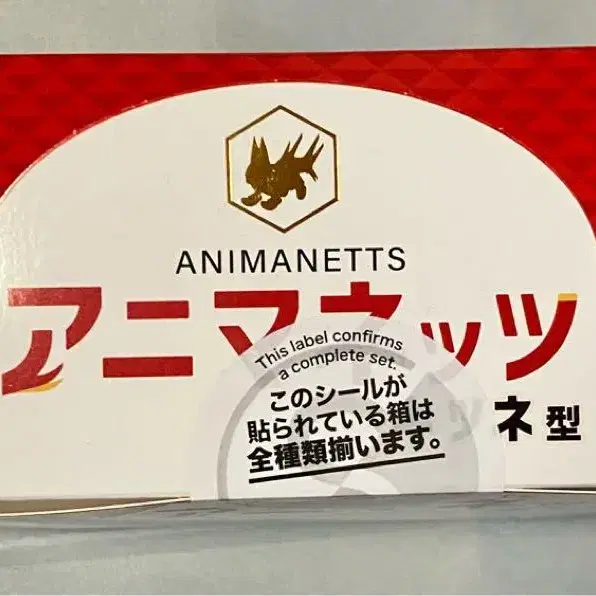 ANIMANETTS
アニマネッツ
This label confirms
a complete set.
このシールが
貼られている箱は
全種類揃います。
ネ型